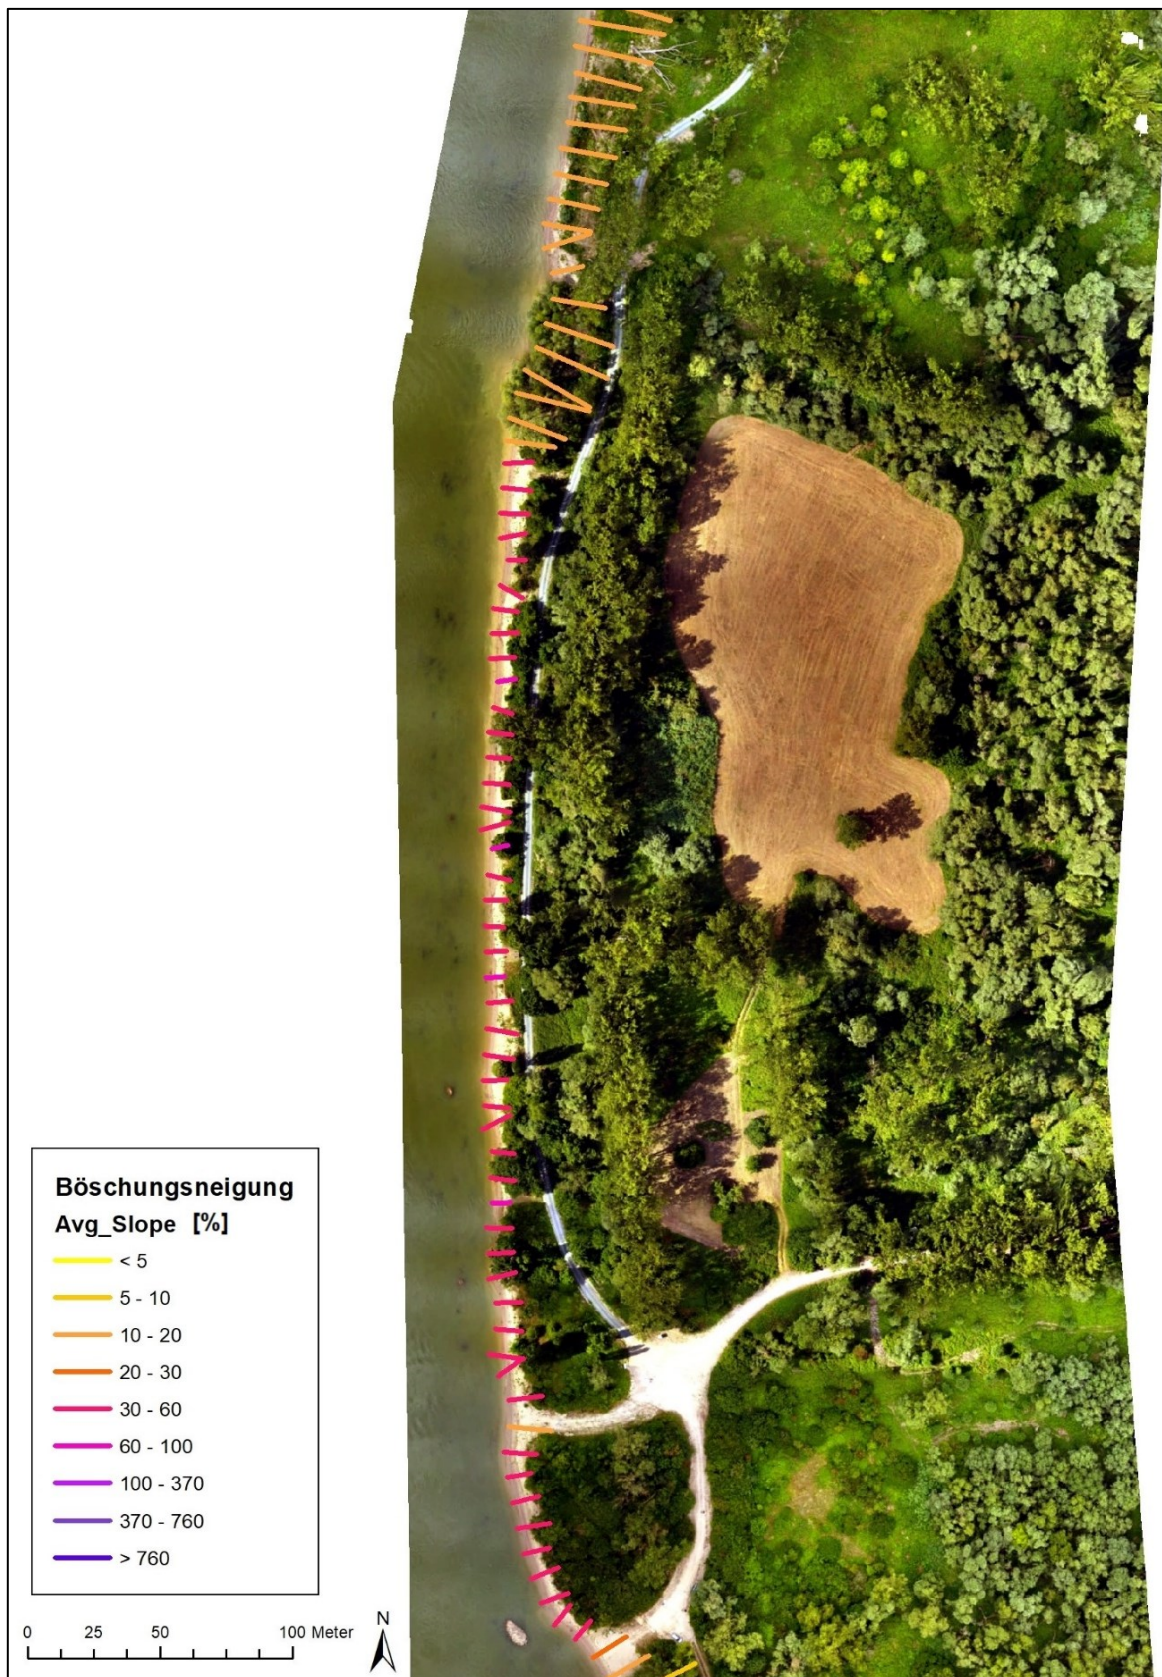 Böschungsneigung
Avg_Slope [%]
< 5
5 - 10
10 - 20
20 - 30
30 - 60
60 - 100
100 - 370
370 - 760
> 760
0 25 50 100 Meter
N